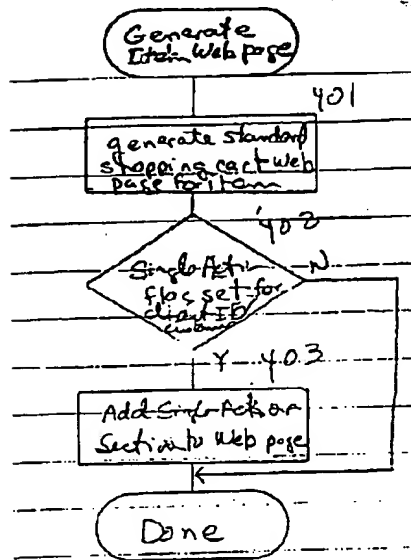 Generate
Item Web page
401
generate standard
shopping cart Web
page for item
402
Single-Action
flag set for
client ID
N
Y 403
Add Single-Action
Section to Web page
Done